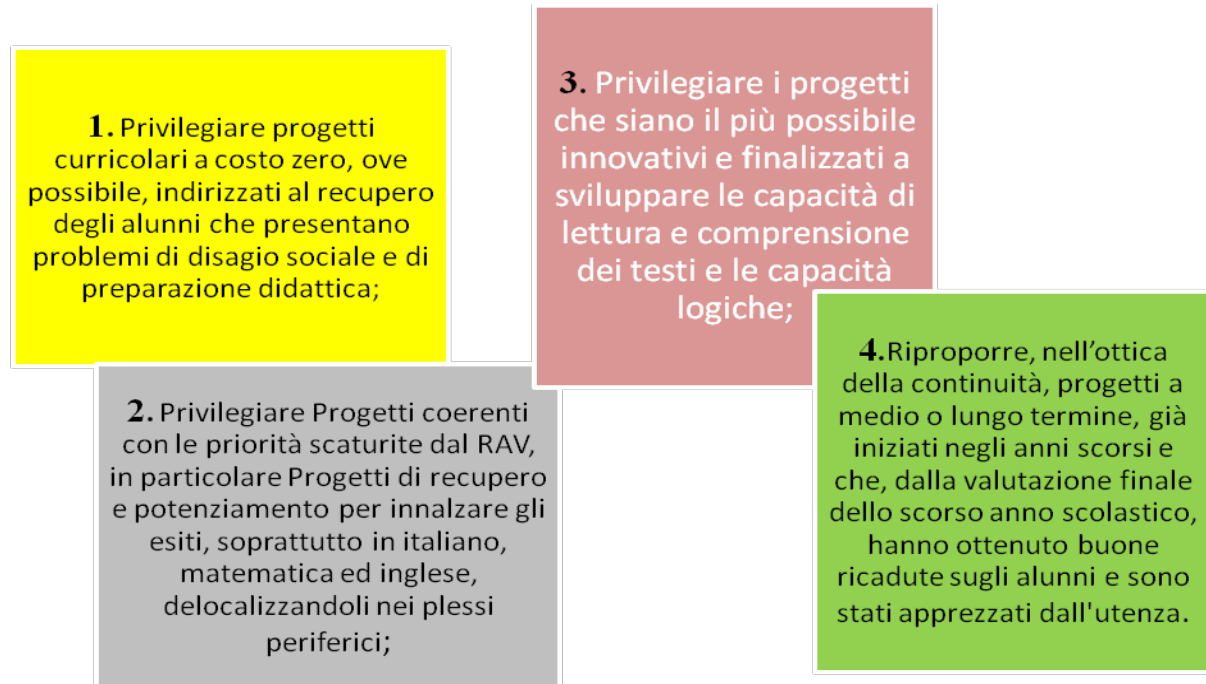 1. Privilegiare progetti
curricolari a costo zero, ove
possibile, indirizzati al recupero
degli alunni che presentano
problemi di disagio sociale e di
preparazione didattica;
2. Privilegiare Progetti coerenti
con le priorità scaturite dal RAV,
in particolare Progetti di recupero
e potenziamento per innalzare gli
esiti, soprattutto in italiano,
matematica ed inglese,
delocalizzandoli nei plessi
periferici;
3. Privilegiare i progetti
che siano il più possibile
innovativi e finalizzati a
sviluppare le capacità di
lettura e comprensione
dei testi e le capacità
logiche;
4.Riproporre, nell’ottica
della continuità, progetti a
medio o lungo termine, già
iniziati negli anni scorsi e
che, dalla valutazione finale
dello scorso anno scolastico,
hanno ottenuto buone
ricadute sugli alunni e sono
stati apprezzati dall'utenza.